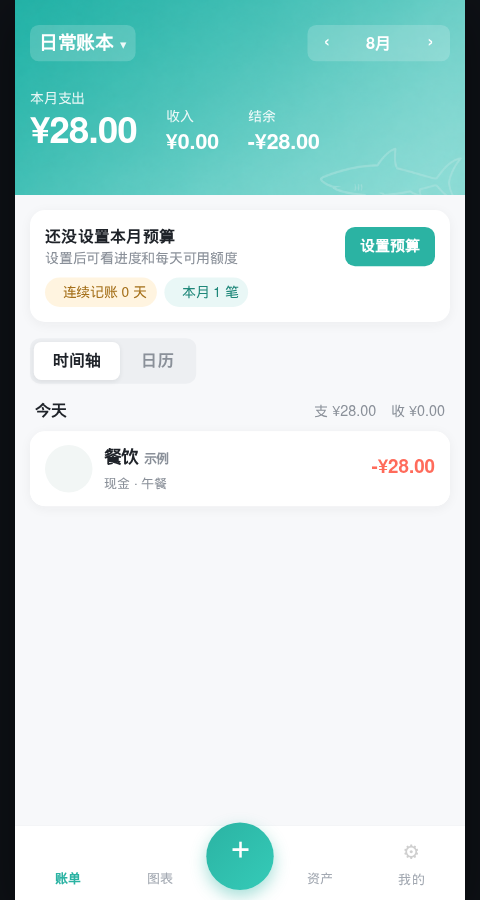 日常账本 ▾
‹ 8月 ›
本月支出
¥28.00
收入
¥0.00
结余
-¥28.00
还没设置本月预算
设置后可看进度和每天可用额度
设置预算
连续记账 0 天
本月 1 笔
时间轴
日历
今天
支 ¥28.00 收 ¥0.00
餐饮 示例
现金 · 午餐
-¥28.00
+
账单
图表
资产
我的